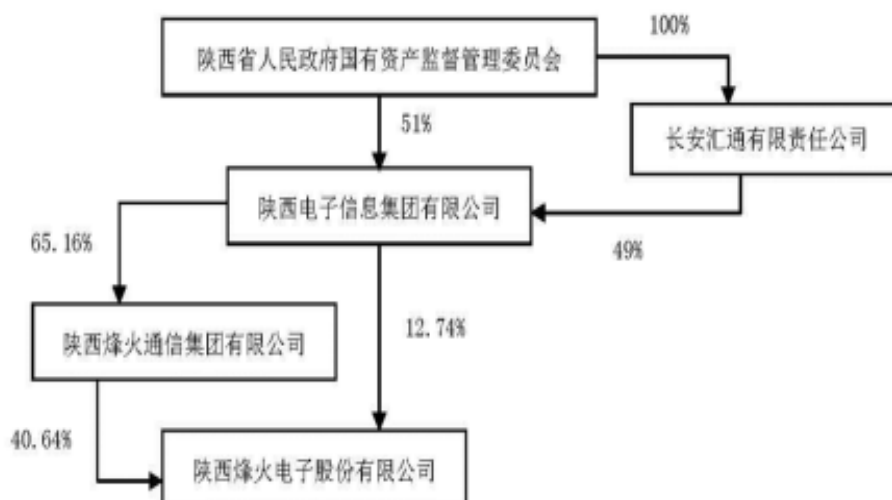 100%
陕西省人民政府国有资产监督管理委员会
51%
长安汇通有限责任公司
陕西电子信息集团有限公司
65.16%
49%
12.74%
陕西烽火通信集团有限公司
40.64%
陕西烽火电子股份有限公司